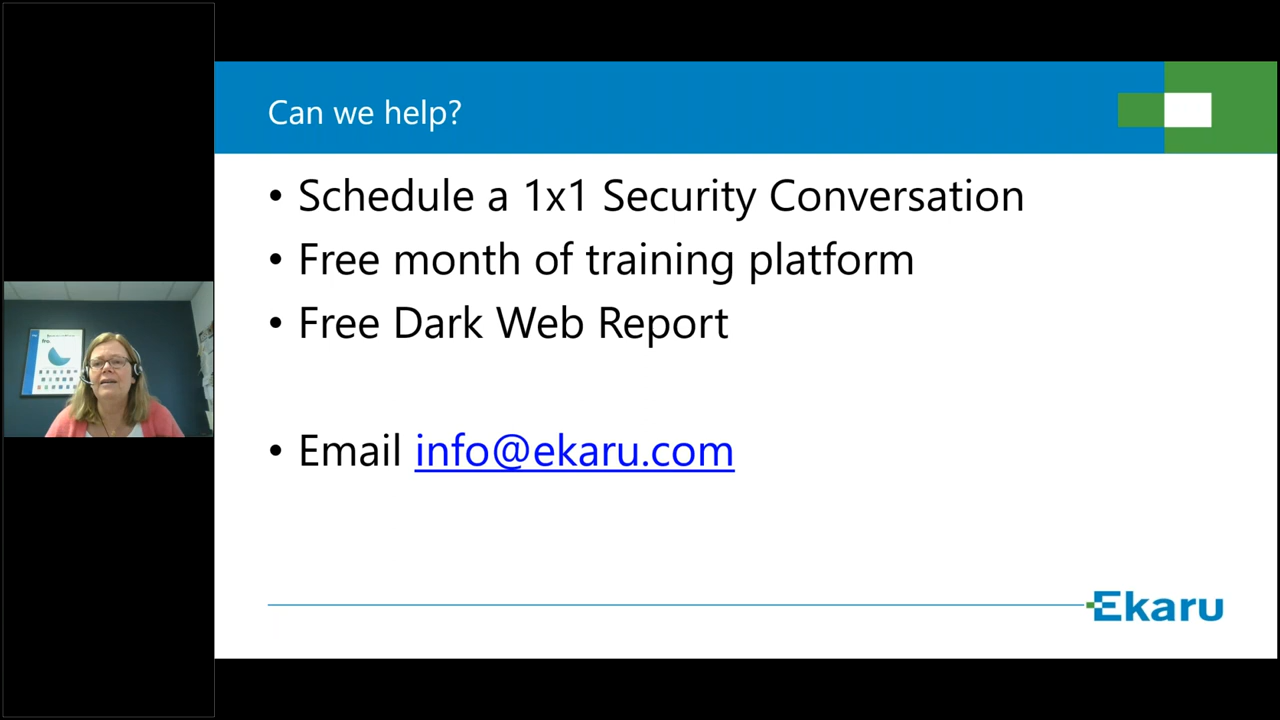 Can we help?
• Schedule a 1x1 Security Conversation
• Free month of training platform
• Free Dark Web Report
• Email info@ekaru.com
Ekaru